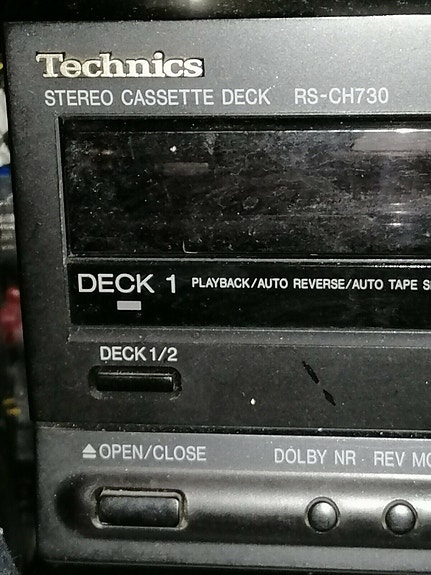 Technics
STEREO CASSETTE DECK RS-CH730
DECK 1 PLAYBACK/AUTO REVERSE/AUTO TAPE
DECK 1/2
OPEN/CLOSE DOLBY NR REV